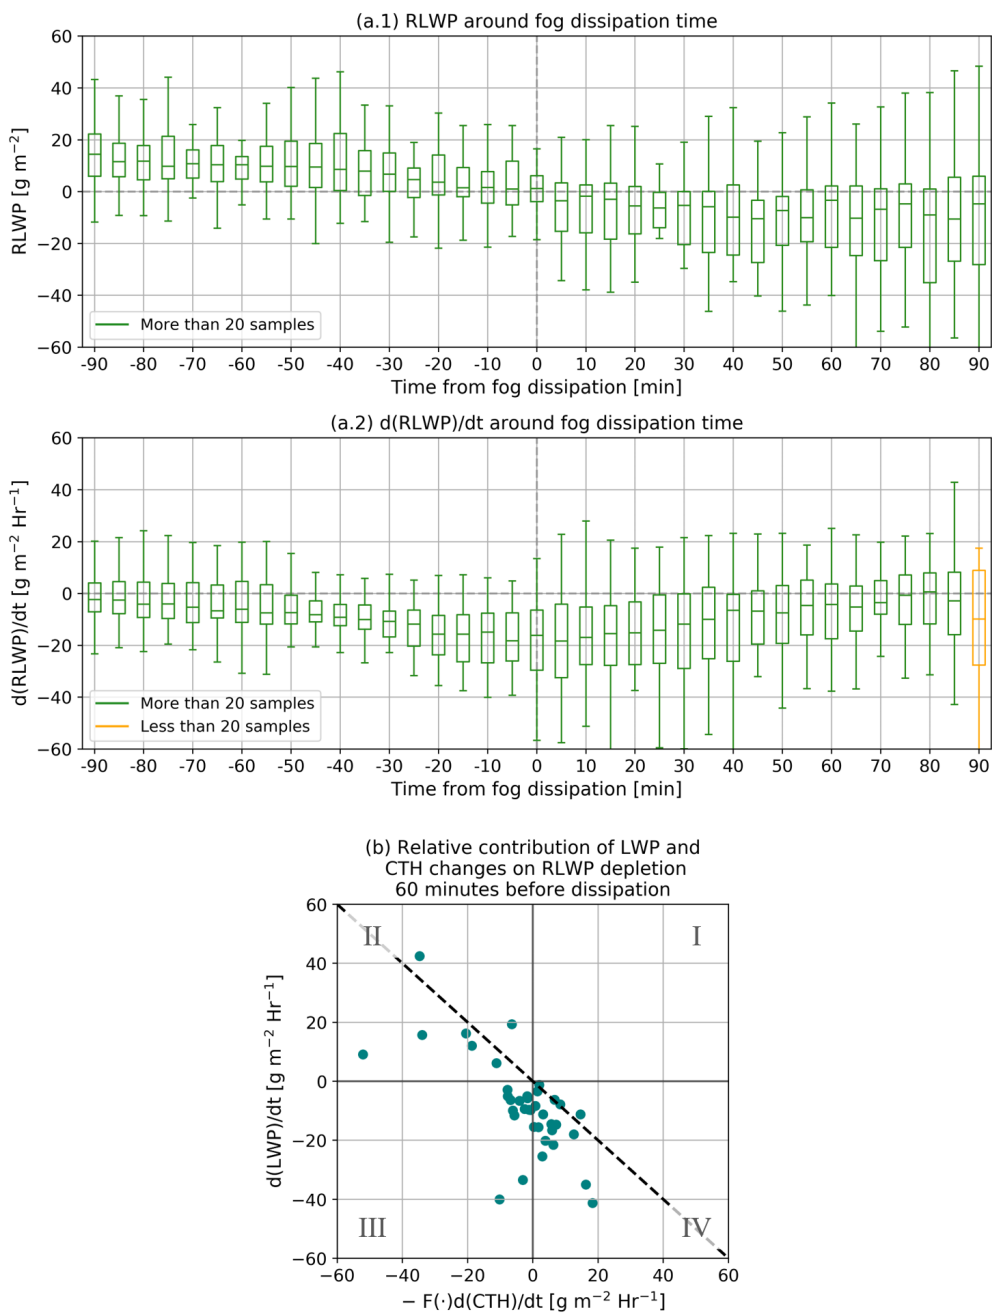 (a.1) RLWP around fog dissipation time
RLWP [g m⁻²]
60
40
20
0
−20
−40
−60
More than 20 samples
-90 -80 -70 -60 -50 -40 -30 -20 -10 0 10 20 30 40 50 60 70 80 90
Time from fog dissipation [min]
(a.2) d(RLWP)/dt around fog dissipation time
d(RLWP)/dt [g m⁻² Hr⁻¹]
60
40
20
0
−20
−40
−60
More than 20 samples
Less than 20 samples
-90 -80 -70 -60 -50 -40 -30 -20 -10 0 10 20 30 40 50 60 70 80 90
Time from fog dissipation [min]
(b) Relative contribution of LWP and
CTH changes on RLWP depletion
60 minutes before dissipation
d(LWP)/dt [g m⁻² Hr⁻¹]
60
40
20
0
−20
−40
−60
II I
III IV
−60 −40 −20 0 20 40 60
− F(·)d(CTH)/dt [g m⁻² Hr⁻¹]